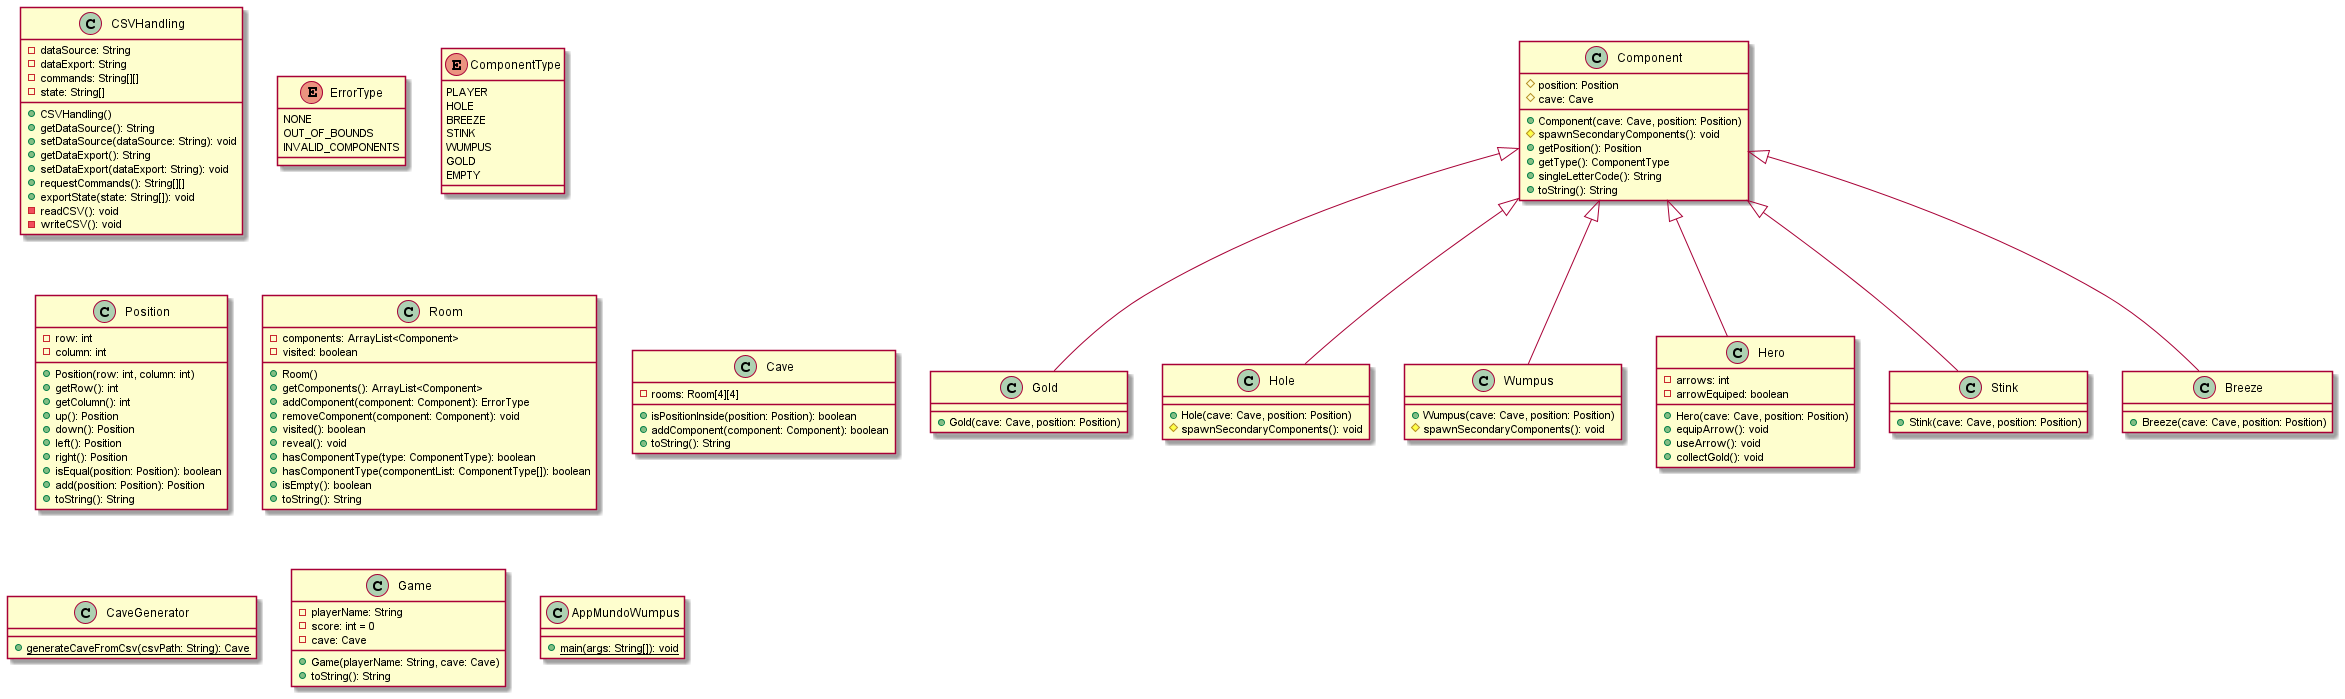 C CSVHandling
dataSource: String
dataExport: String
commands: String[][]
state: String[]
CSVHandling()
getDataSource(): String
setDataSource(dataSource: String): void
getDataExport(): String
setDataExport(dataExport: String): void
requestCommands(): String[][]
exportState(state: String[]): void
readCSV(): void
writeCSV(): void
E ErrorType
NONE
OUT_OF_BOUNDS
INVALID_COMPONENTS
E ComponentType
PLAYER
HOLE
BREEZE
STINK
WUMPUS
GOLD
EMPTY
C Component
position: Position
cave: Cave
Component(cave: Cave, position: Position)
spawnSecondaryComponents(): void
getPosition(): Position
getType(): ComponentType
singleLetterCode(): String
toString(): String
C Position
row: int
column: int
Position(row: int, column: int)
getRow(): int
getColumn(): int
up(): Position
down(): Position
left(): Position
right(): Position
isEqual(position: Position): boolean
add(position: Position): Position
toString(): String
C Room
components: ArrayList<Component>
visited: boolean
Room()
getComponents(): ArrayList<Component>
addComponent(component: Component): ErrorType
removeComponent(component: Component): void
visited(): boolean
reveal(): void
hasComponentType(type: ComponentType): boolean
hasComponentType(componentList: ComponentType[]): boolean
isEmpty(): boolean
toString(): String
C Cave
rooms: Room[4][4]
isPositionInside(position: Position): boolean
addComponent(component: Component): boolean
toString(): String
C Gold
Gold(cave: Cave, position: Position)
C Hole
Hole(cave: Cave, position: Position)
spawnSecondaryComponents(): void
C Wumpus
Wumpus(cave: Cave, position: Position)
spawnSecondaryComponents(): void
C Hero
arrows: int
arrowEquiped: boolean
Hero(cave: Cave, position: Position)
equipArrow(): void
useArrow(): void
collectGold(): void
C Stink
Stink(cave: Cave, position: Position)
C Breeze
Breeze(cave: Cave, position: Position)
C CaveGenerator
generateCaveFromCsv(csvPath: String): Cave
C Game
playerName: String
score: int = 0
cave: Cave
Game(playerName: String, cave: Cave)
toString(): String
C AppMundoWumpus
main(args: String[]): void